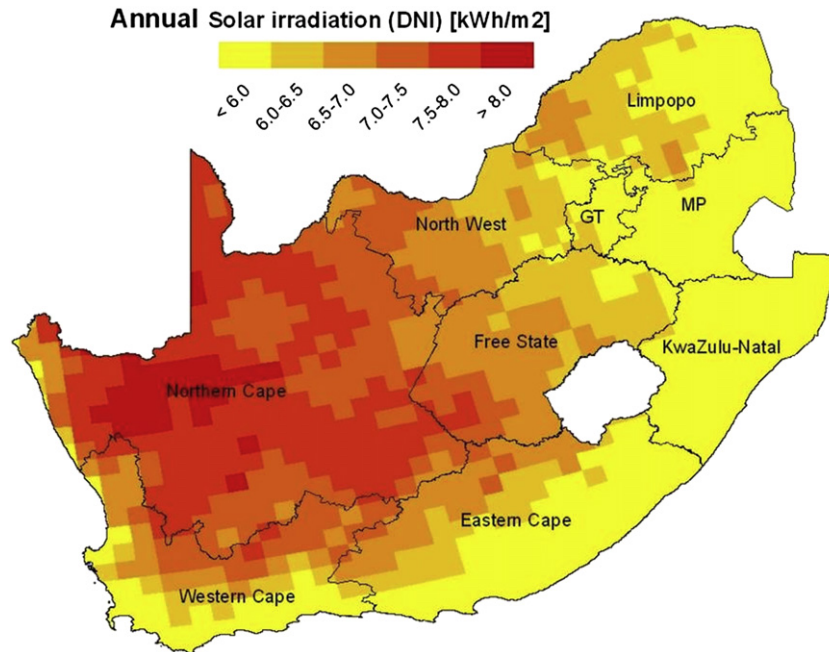 Annual Solar irradiation (DNI) [kWh/m2]
< 6.0
6.0-6.5
6.5-7.0
7.0-7.5
7.5-8.0
> 8.0
Limpopo
MP
GT
North West
Free State
KwaZulu-Natal
Northern Cape
Eastern Cape
Western Cape